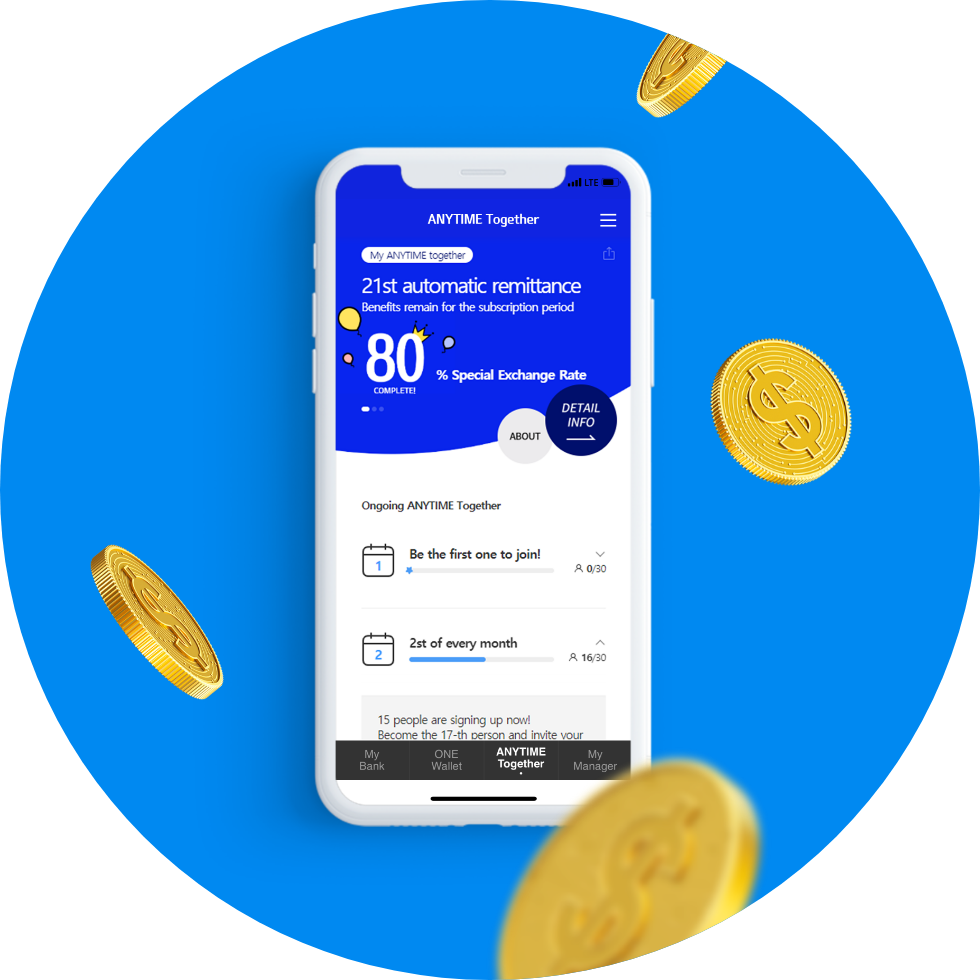 LTE
ANYTIME Together
My ANYTIME together
21st automatic remittance
Benefits remain for the subscription period
80
% Special Exchange Rate
COMPLETE!
DETAIL
INFO
ABOUT
Ongoing ANYTIME Together
1
Be the first one to join!
0/30
2
2st of every month
16/30
15 people are signing up now!
Become the 17-th person and invite your
My
Bank
ONE
Wallet
ANYTIME
Together
My
Manager